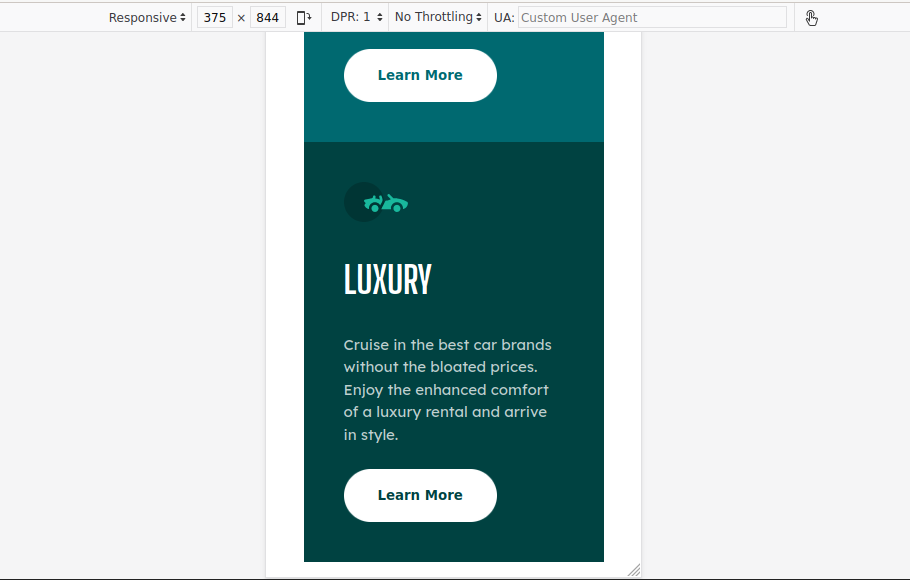 Responsive 375 × 844 DPR: 1 No Throttling UA: Custom User Agent
Learn More
LUXURY
Cruise in the best car brands
without the bloated prices.
Enjoy the enhanced comfort
of a luxury rental and arrive
in style.
Learn More